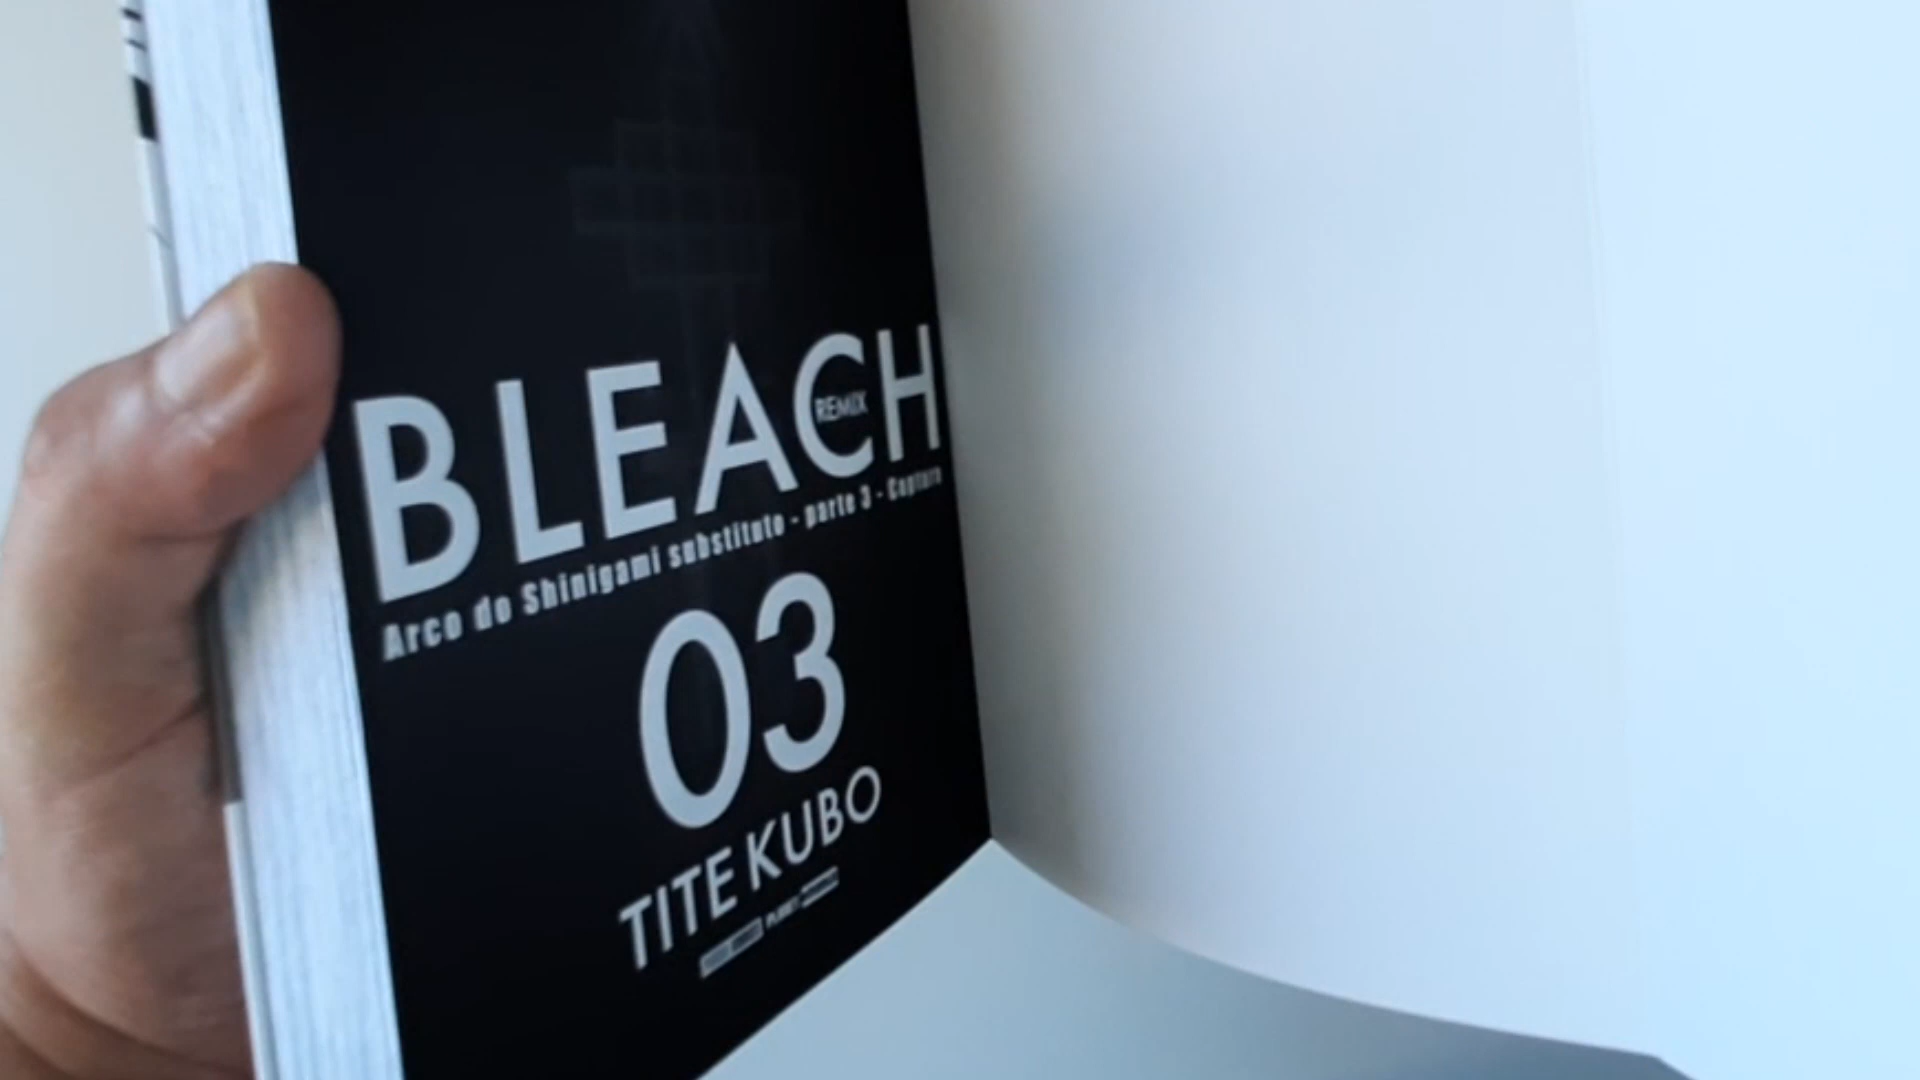 BLEACH
REMIX
Arco do Shinigami substituto - parte 3 - Captura
03
TITE KUBO
PLANET